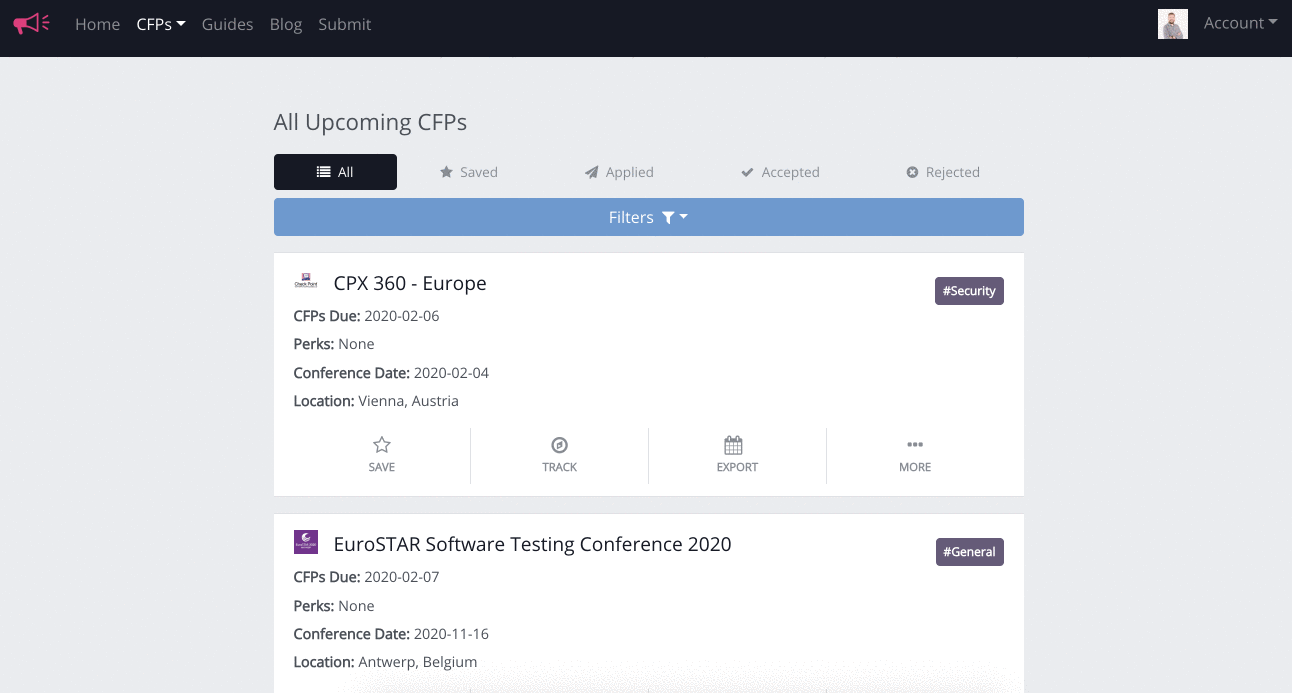 Home CFPs Guides Blog Submit Account
All Upcoming CFPs
All Saved Applied Accepted Rejected
Filters
Check Point
CPX 360 - Europe
#Security
CFPs Due: 2020-02-06
Perks: None
Conference Date: 2020-02-04
Location: Vienna, Austria
SAVE TRACK EXPORT MORE
EuroSTAR Software Testing Conference 2020
#General
CFPs Due: 2020-02-07
Perks: None
Conference Date: 2020-11-16
Location: Antwerp, Belgium